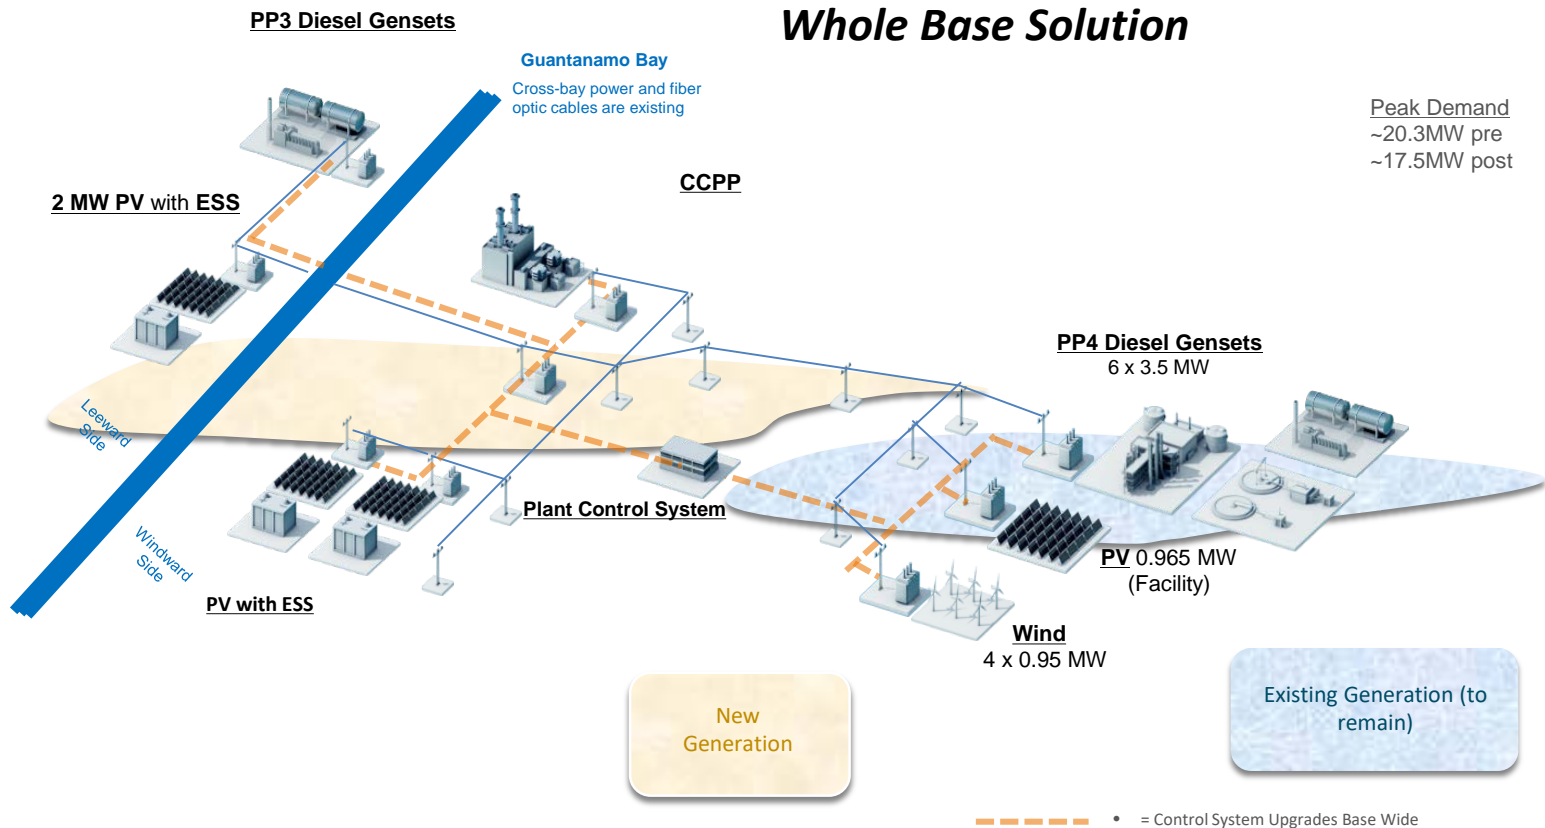 PP3 Diesel Gensets
Whole Base Solution
Guantanamo Bay
Cross-bay power and fiber
optic cables are existing
Peak Demand
~20.3MW pre
~17.5MW post
CCPP
2 MW PV with ESS
PP4 Diesel Gensets
6 x 3.5 MW
Leeward
Side
Plant Control System
Windward
Side
PV 0.965 MW
(Facility)
PV with ESS
Wind
4 x 0.95 MW
New
Generation
Existing Generation (to
remain)
• = Control System Upgrades Base Wide